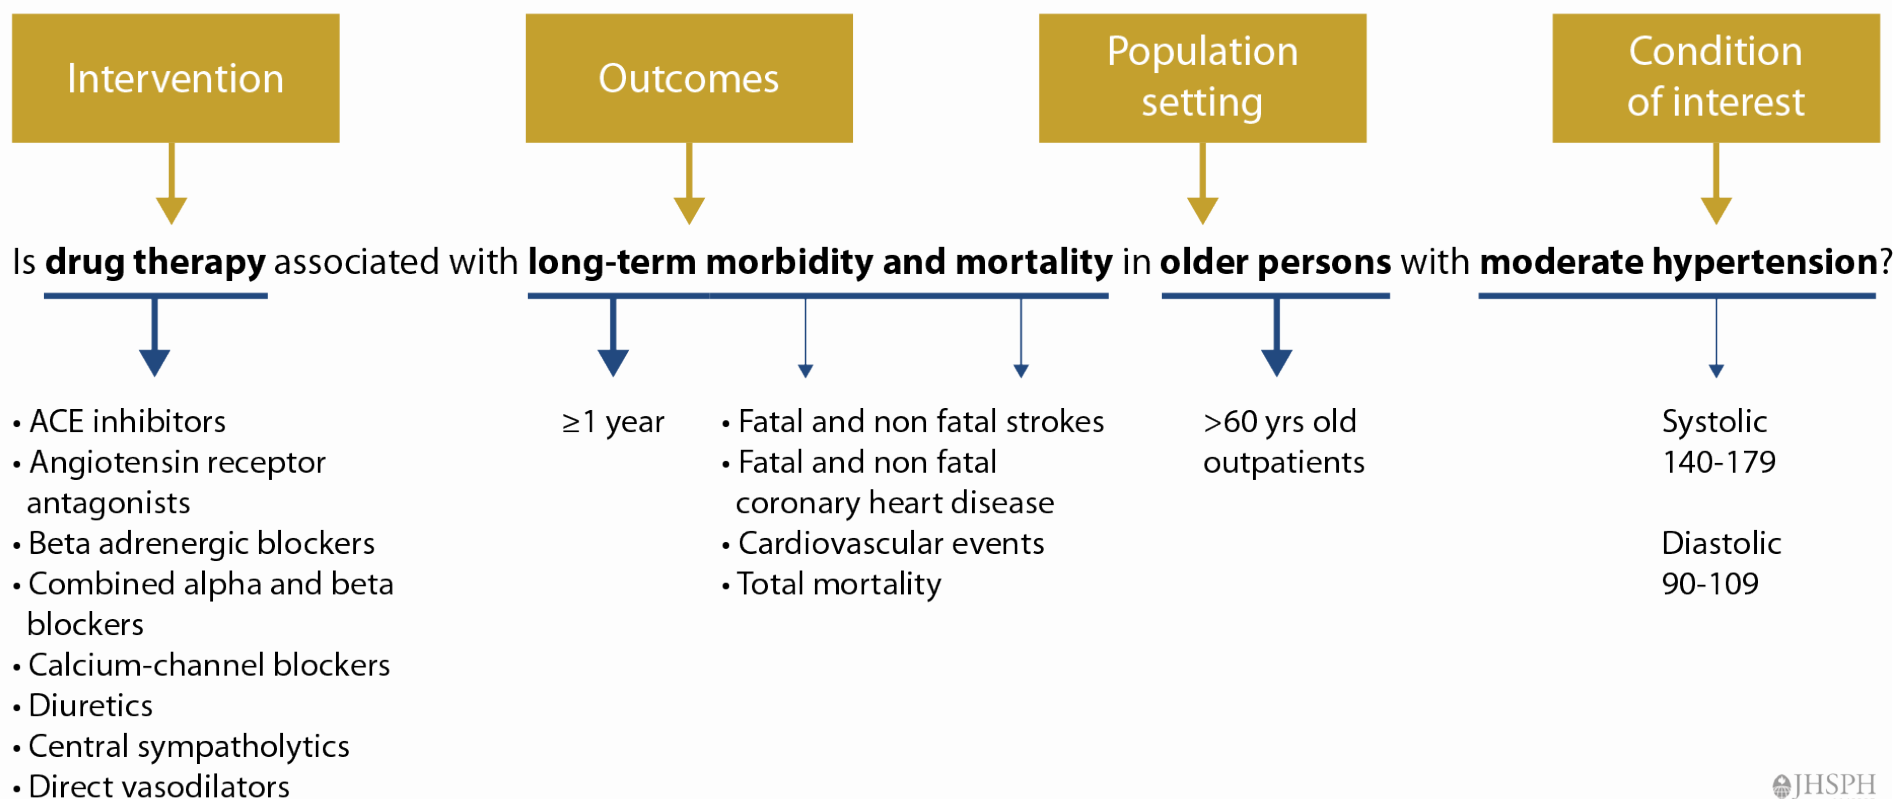 Intervention
Outcomes
Population
setting
Condition
of interest
Is drug therapy associated with long-term morbidity and mortality in older persons with moderate hypertension?
• ACE inhibitors
• Angiotensin receptor
antagonists
• Beta adrenergic blockers
• Combined alpha and beta
blockers
• Calcium-channel blockers
• Diuretics
• Central sympatholytics
• Direct vasodilators
≥1 year
• Fatal and non fatal strokes
• Fatal and non fatal
coronary heart disease
• Cardiovascular events
• Total mortality
>60 yrs old
outpatients
Systolic
140-179
Diastolic
90-109
JHSPH